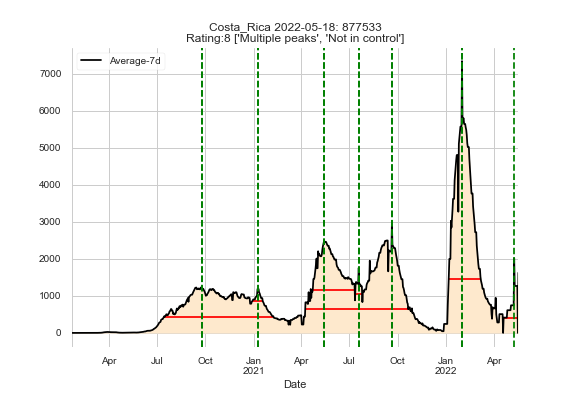 Costa_Rica 2022-05-18: 877533
Rating:8 ['Multiple peaks', 'Not in control']
Average-7d
7000
6000
5000
4000
3000
2000
1000
0
Apr Jul Oct Jan Apr Jul Oct Jan Apr
2021 2022
Date